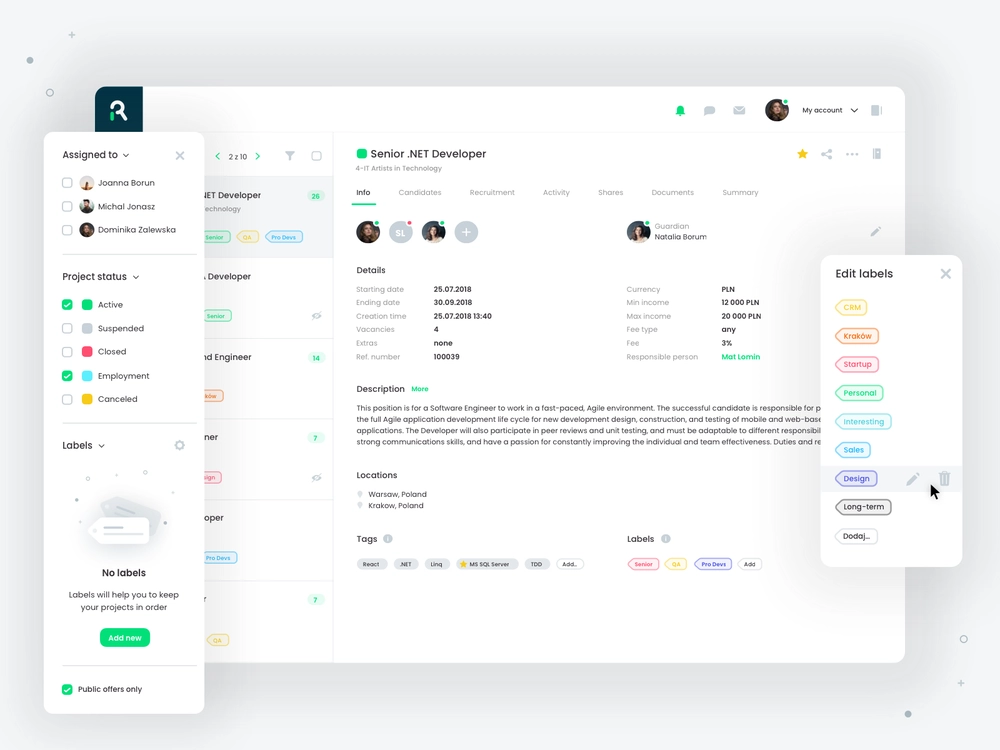 My account
Assigned to
Joanna Borun
Michal Jonasz
Dominika Zalewska
Project status
Active
Suspended
Closed
Employment
Canceled
Labels
No labels
Labels will help you to keep
your projects in order
Add new
Public offers only
2 z 10
.NET Developer
26
echnology
Senior
QA
Pro Devs
Developer
Senior
nd Engineer
14
ków
ner
7
sign
oper
Pro Devs
r
7
QA
Senior .NET Developer
4-IT Artists in Technology
Info
Candidates
Recruitment
Activity
Shares
Documents
Summary
SL
Guardian
Natalia Borum
Details
Starting date 25.07.2018
Ending date 30.09.2018
Creation time 25.07.2018 13:40
Vacancies 4
Extras none
Ref. number 100039
Currency PLN
Min income 12 000 PLN
Max income 20 000 PLN
Fee type any
Fee 3%
Responsible person Mat Lomin
Description More
This position is for a Software Engineer to work in a fast-paced, Agile environment. The successful candidate is responsible for p
the full Agile application development life cycle for new development design, construction, and testing of mobile and web-base
applications. The Developer will also participate in peer reviews and unit testing, and must be adaptable to different responsibil
strong communications skills, and have a passion for constantly improving the individual and team effectiveness. Duties and re
Locations
Warsaw, Poland
Krakow, Poland
Tags
React
.NET
Linq
MS SQL Server
TDD
Add..
Labels
Senior
QA
Pro Devs
Add
Edit labels
CRM
Kraków
Startup
Personal
Interesting
Sales
Design
Long-term
Dodaj...